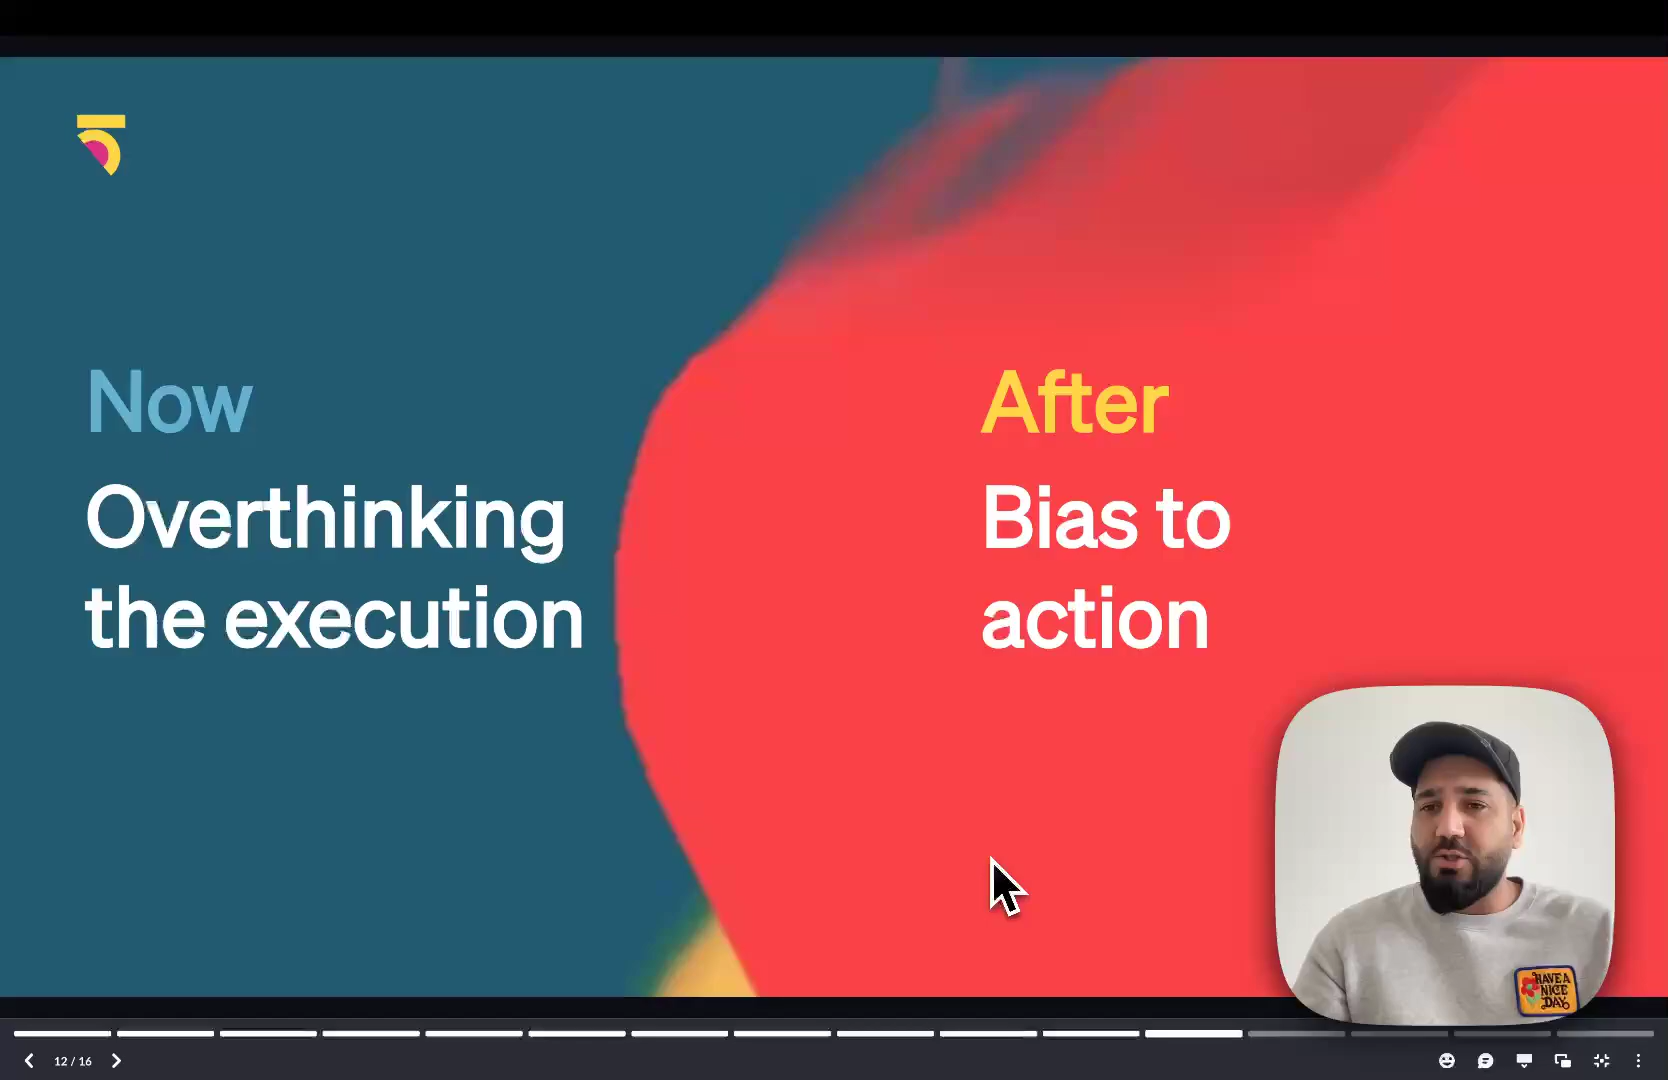 Now
Overthinking
the execution
After
Bias to
action
HAVE A
NICE
DAY
12 / 16